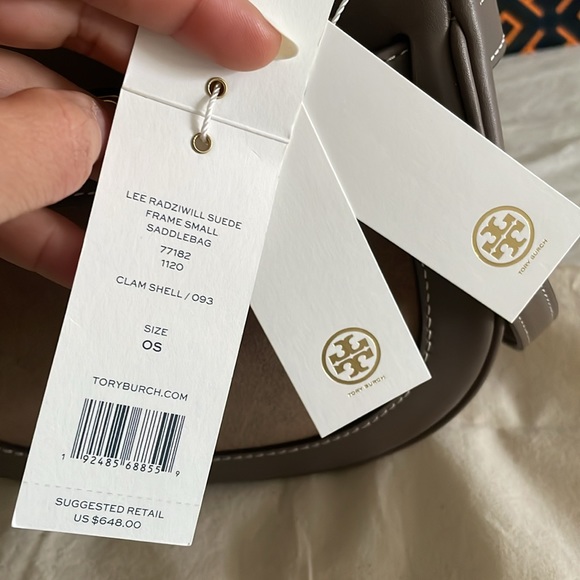 LEE RADZIWILL SUEDE
FRAME SMALL
SADDLEBAG
77182
1120
CLAM SHELL / 093
SIZE
OS
TORYBURCH.COM
1 92485 68855 9
SUGGESTED RETAIL
US $648.00
TORY BURCH
TORY BURCH